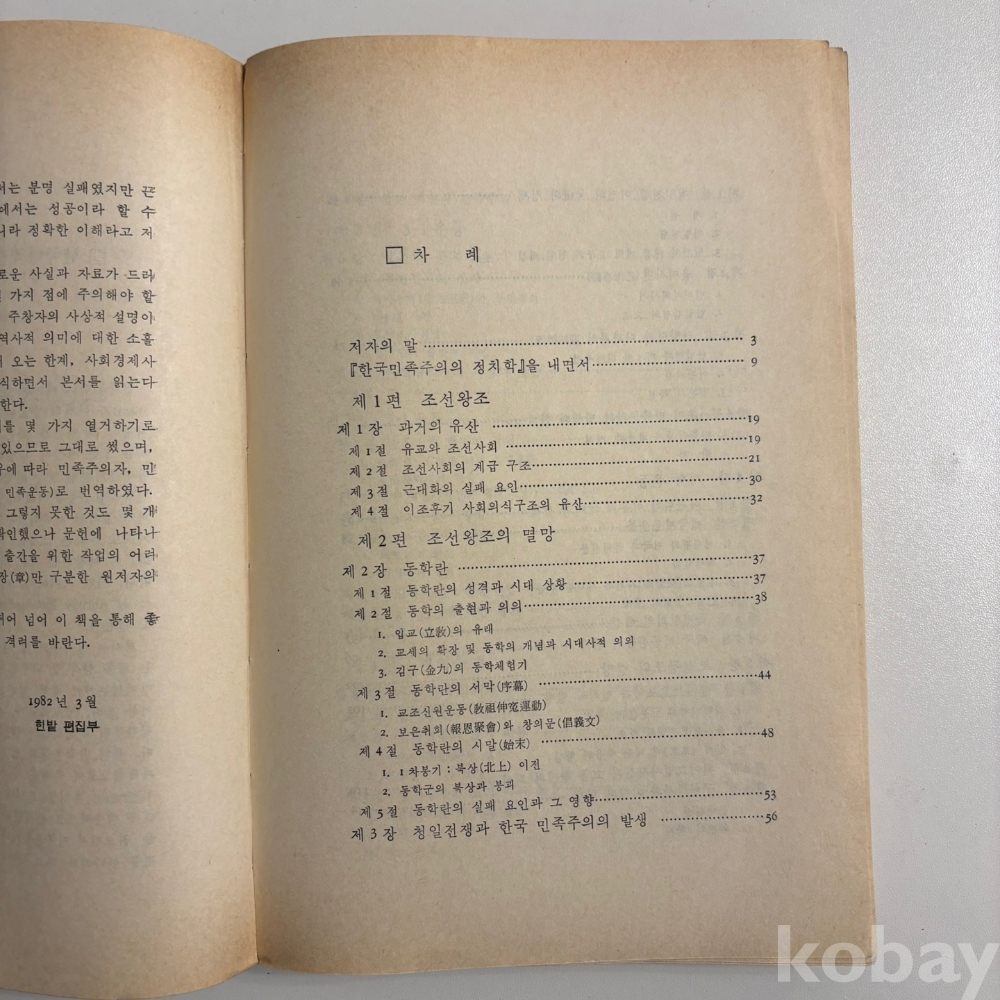 서는 분명 실패였지만 끈
에서는 성공이라 할 수
니라 정확한 이해라고 저
로운 사실과 자료가 드러
가지 점에 주의해야 할
주창자의 사상적 설명이
역사적 의미에 대한 소홀
오는 한계, 사회경제사
식하면서 본서를 읽는다
한다.
를 몇 가지 열거하기로
있으므로 그대로 썼으며,
에 따라 민족주의자, 민
민족운동)로 번역하였다.
그렇지 못한 것도 몇 개
확인했으나 문헌에 나타나
출간을 위한 작업의 어려
장(章)만 구분한 원저자의
넘어 이 책을 통해 좋
격려를 바란다.
1982년 3월
한밭 편집부
□ 차 례
저자의 말 ························ 3
『한국민족주의의 정치학』을 내면서 ············ 9
제1편 조선왕조
제1장 과거의 유산 ························ 19
제1절 유교와 조선사회 ························ 19
제2절 조선사회의 계급 구조 ························ 21
제3절 근대화의 실패 요인 ························ 30
제4절 이조후기 사회의식구조의 유산 ············ 32
제2편 조선왕조의 멸망
제2장 동학란 ························ 37
제1절 동학란의 성격과 시대 상황 ············ 37
제2절 동학의 출현과 의의 ························ 38
1. 입교(立敎)의 유래
2. 교세의 확장 및 동학의 개념과 시대사적 의의
3. 김구(金九)의 동학체험기
제3절 동학란의 서막(序幕) ························ 44
1. 교조신원운동(敎祖伸寃運動)
2. 보은취회(報恩聚會)와 창의문(倡義文)
제4절 동학란의 시말(始末) ························ 48
1. 1차봉기 : 북상(北上) 이진
2. 동학군의 북상과 붕괴
제5절 동학란의 실패 요인과 그 영향 ············ 53
제3장 청일전쟁과 한국 민족주의의 발생 ············ 56
kobay